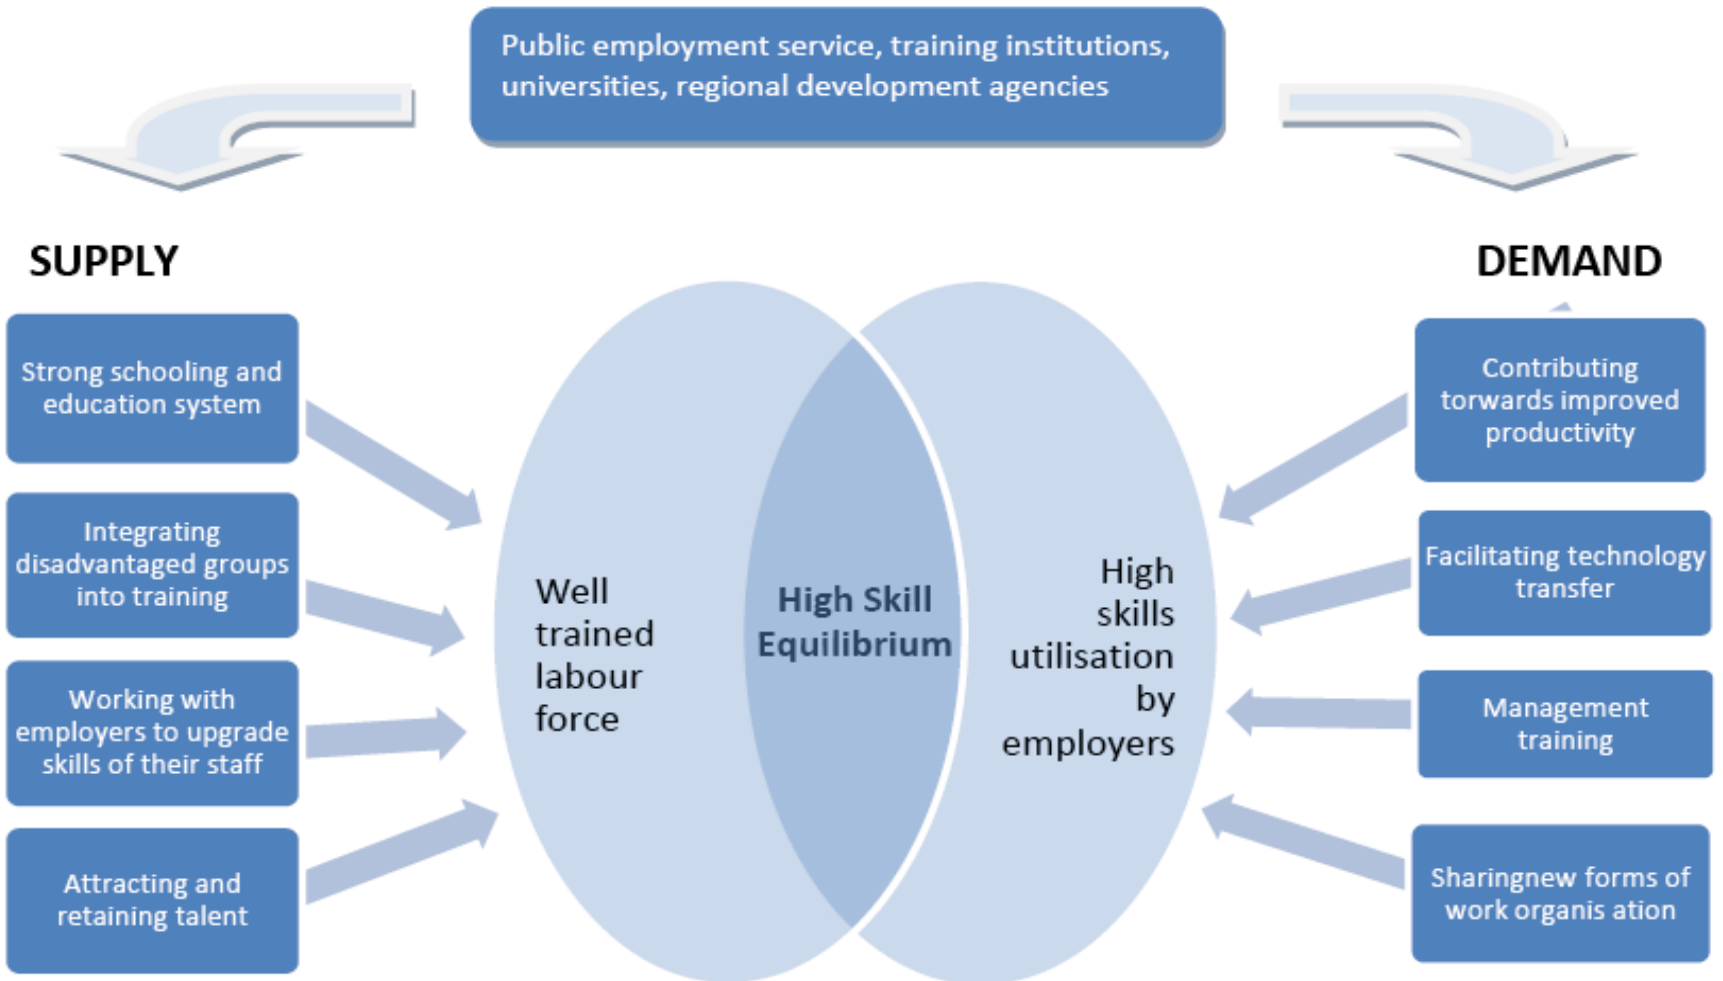 Public employment service, training institutions,
universities, regional development agencies
SUPPLY
DEMAND
Strong schooling and
education system
Integrating
disadvantaged groups
into training
Working with
employers to upgrade
skills of their staff
Attracting and
retaining talent
Well
trained
labour
force
High Skill
Equilibrium
High
skills
utilisation
by
employers
Contributing
torwards improved
productivity
Facilitating technology
transfer
Management
training
Sharingnew forms of
work organis ation